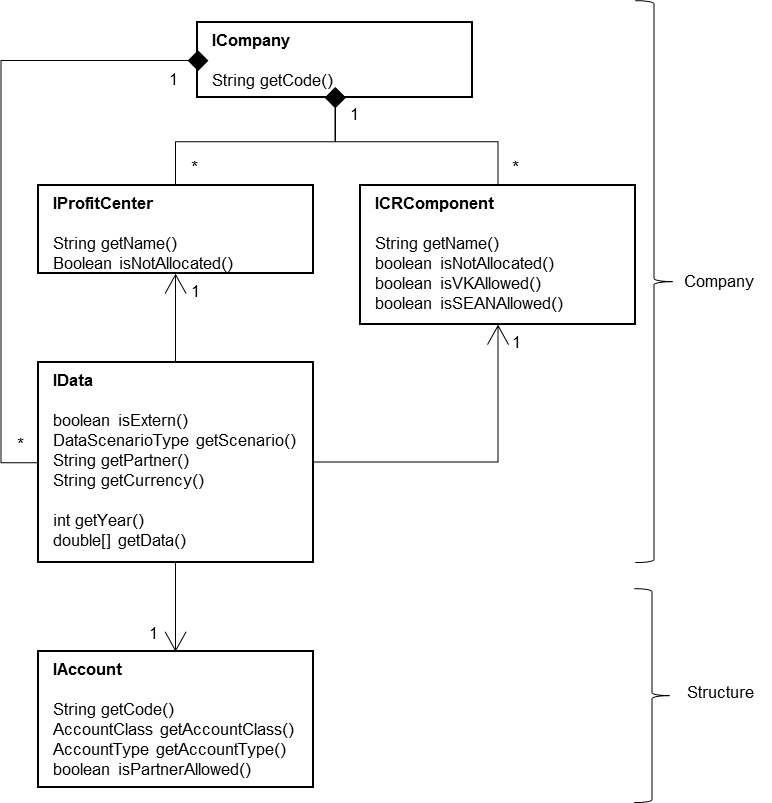 ICompany
String getCode()
1
1
*
*
IProfitCenter
String getName()
Boolean isNotAllocated()
ICRComponent
String getName()
boolean isNotAllocated()
boolean isVKAllowed()
boolean isSEANAllowed()
Company
1
1
IData
boolean isExtern()
DataScenarioType getScenario()
String getPartner()
String getCurrency()
int getYear()
double[] getData()
*
1
IAccount
String getCode()
AccountClass getAccountClass()
AccountType getAccountType()
boolean isPartnerAllowed()
Structure